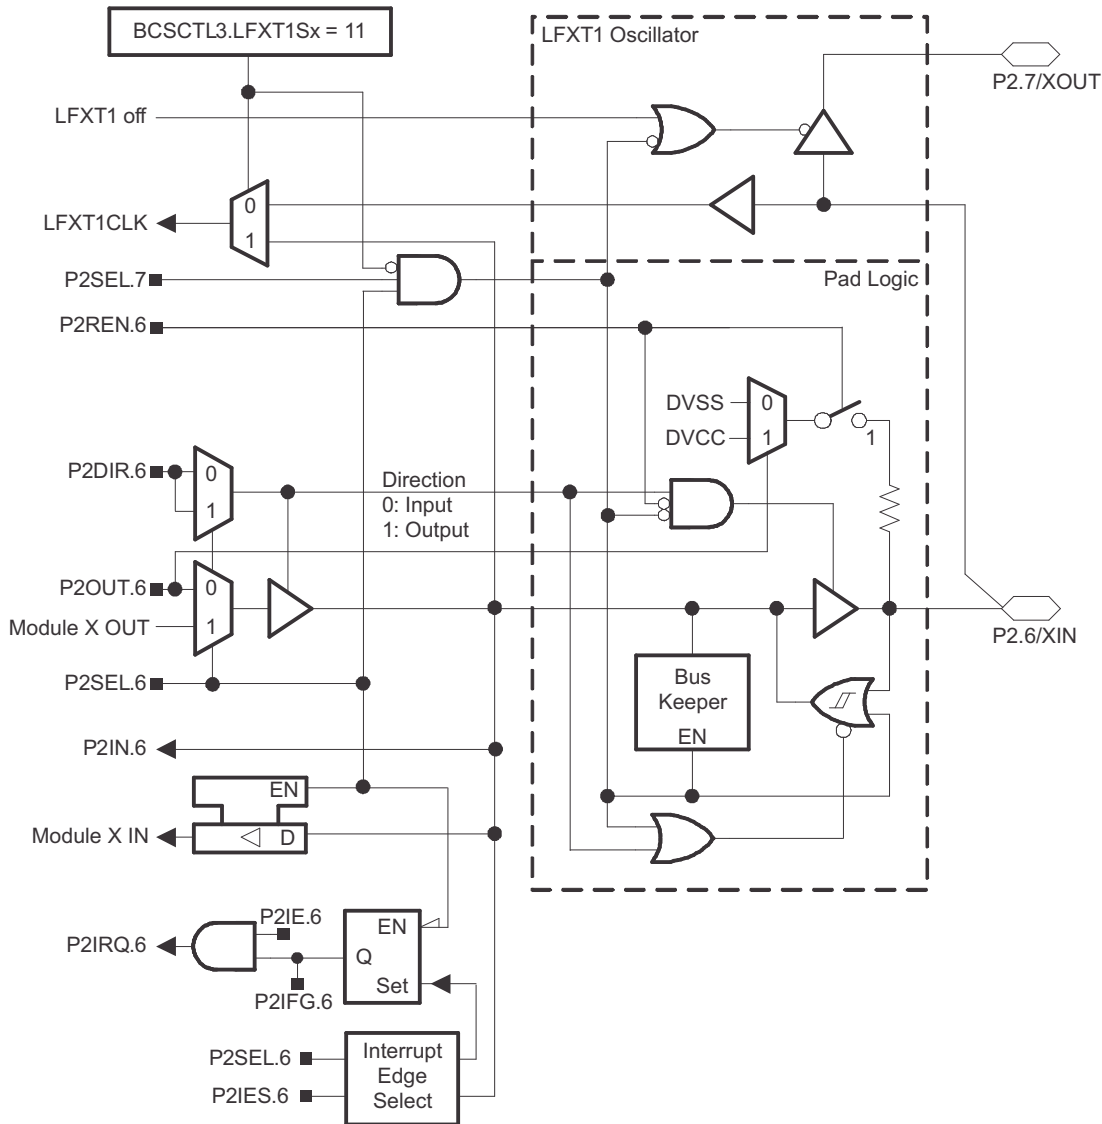 BCSCTL3.LFXT1Sx = 11
LFXT1 Oscillator
P2.7/XOUT
LFXT1 off
0
LFXT1CLK
1
P2SEL.7
Pad Logic
P2REN.6
DVSS
0
DVCC
1
1
P2DIR.6
0
1
Direction
0: Input
1: Output
P2OUT.6
0
Module X OUT
1
P2.6/XIN
P2SEL.6
Bus
Keeper
EN
P2IN.6
EN
Module X IN
D
P2IE.6
EN
P2IRQ.6
Q
Set
P2IFG.6
P2SEL.6
P2IES.6
Interrupt
Edge
Select